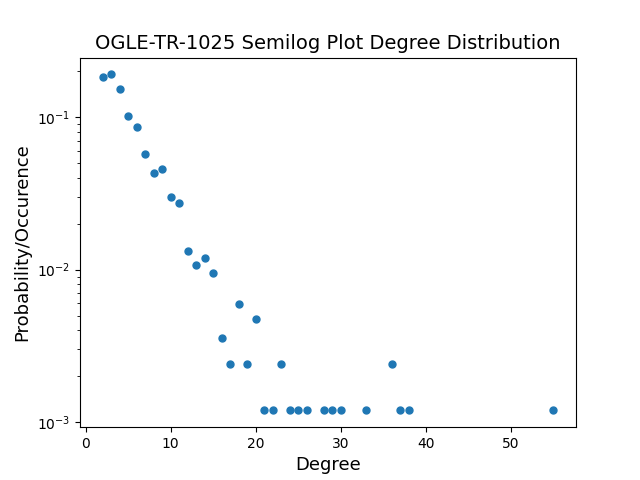 OGLE-TR-1025 Semilog Plot Degree Distribution
Probability/Occurence
10⁻¹
10⁻²
10⁻³
0 10 20 30 40 50
Degree